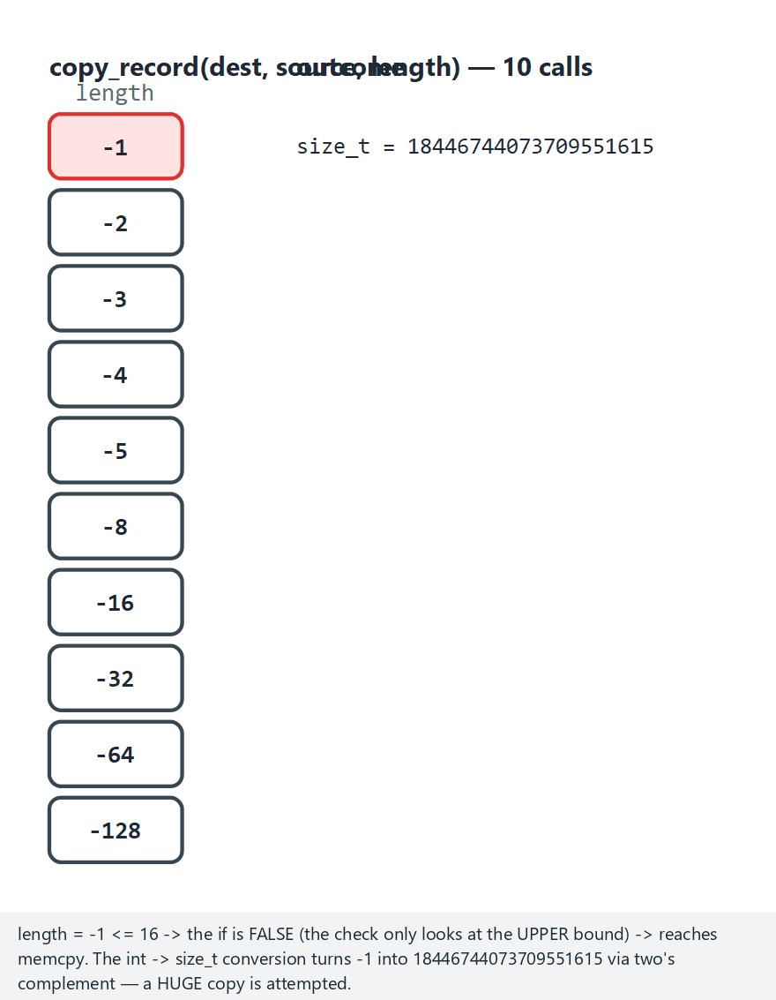 copy_record(dest, source, length) — 10 calls
outcome
length
-1
size_t = 18446744073709551615
-2
-3
-4
-5
-8
-16
-32
-64
-128
length = -1 <= 16 -> the if is FALSE (the check only looks at the UPPER bound) -> reaches
memcpy. The int -> size_t conversion turns -1 into 18446744073709551615 via two's
complement — a HUGE copy is attempted.